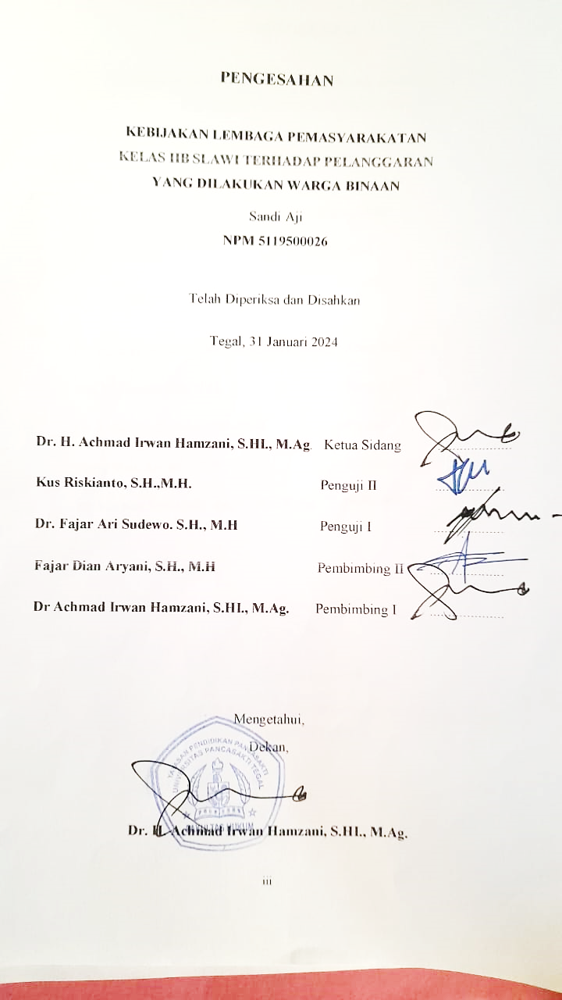 PENGESAHAN
KEBIJAKAN LEMBAGA PEMASYARAKATAN
KELAS IIB SLAWI TERHADAP PELANGGARAN
YANG DILAKUKAN WARGA BINAAN
Sandi Aji
NPM 5119500026
Telah Diperiksa dan Disahkan
Tegal, 31 Januari 2024
Dr. H. Achmad Irwan Hamzani, S.HI., M.Ag. Ketua Sidang
Kus Riskianto, S.H.,M.H. Penguji II
Dr. Fajar Ari Sudewo. S.H., M.H Penguji I
Fajar Dian Aryani, S.H., M.H Pembimbing II
Dr Achmad Irwan Hamzani, S.HI., M.Ag. Pembimbing I
Mengetahui,
Dekan,
YAYASAN PENDIDIKAN PANCASAKTI
UNIVERSITAS PANCASAKTI TEGAL
FAKULTAS HUKUM
Dr. H. Achmad Irwan Hamzani, S.HI., M.Ag.
iii